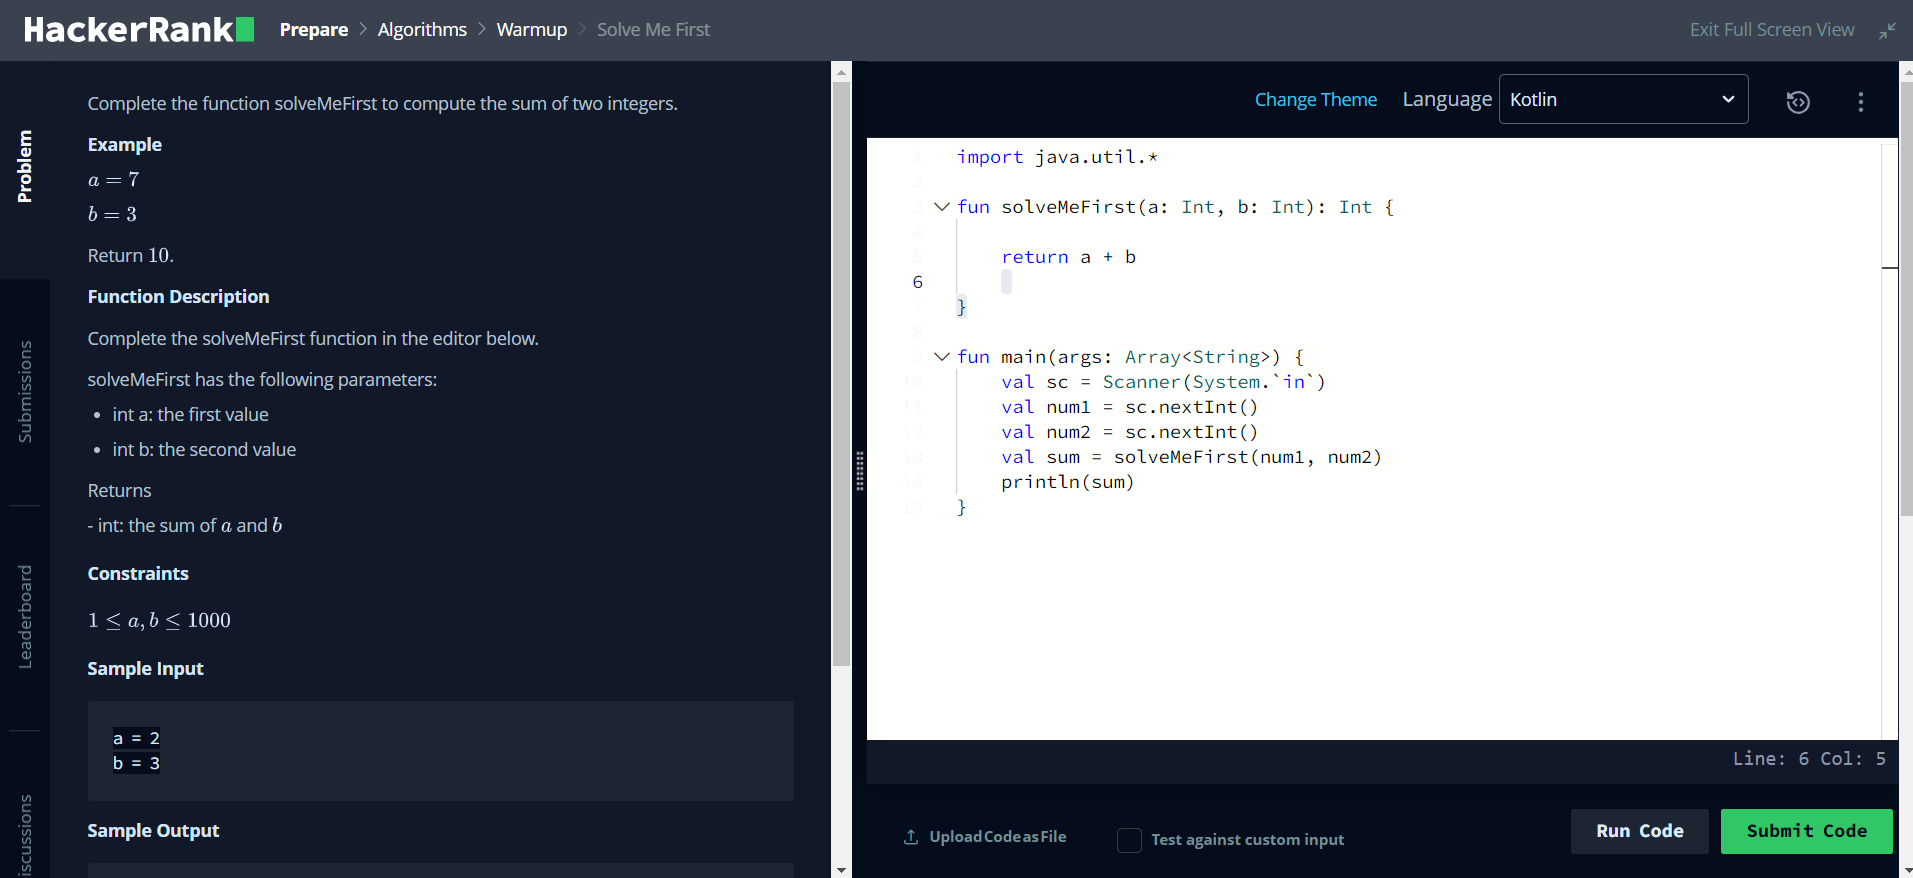 HackerRank Prepare > Algorithms > Warmup > Solve Me First Exit Full Screen View
Problem
Submissions
Leaderboard
iscussions
Complete the function solveMeFirst to compute the sum of two integers.
Example
a = 7
b = 3
Return 10.
Function Description
Complete the solveMeFirst function in the editor below.
solveMeFirst has the following parameters:
• int a: the first value
• int b: the second value
Returns
- int: the sum of a and b
Constraints
1 ≤ a, b ≤ 1000
Sample Input
a = 2
b = 3
Sample Output
Change Theme Language Kotlin
1 import java.util.*
2
3 fun solveMeFirst(a: Int, b: Int): Int {
4
5 return a + b
6
7 }
8
9 fun main(args: Array<String>) {
10 val sc = Scanner(System.`in`)
11 val num1 = sc.nextInt()
12 val num2 = sc.nextInt()
13 val sum = solveMeFirst(num1, num2)
14 println(sum)
15 }
Line: 6 Col: 5
Upload Code as File Test against custom input Run Code Submit Code